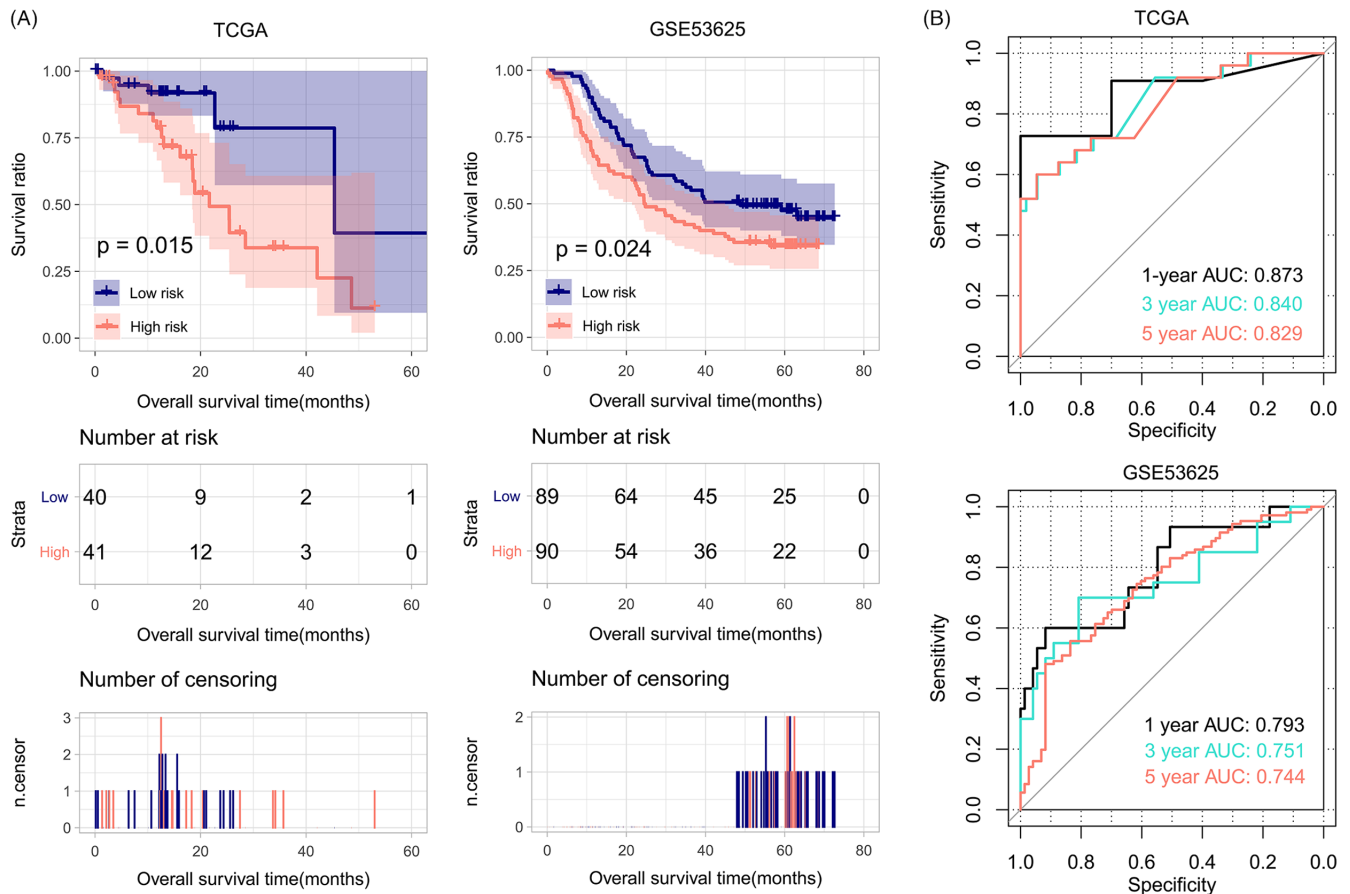 (A)
TCGA
1.00
0.75
0.50
0.25
0.00
Survival ratio
p = 0.015
Low risk
High risk
0 20 40 60
Overall survival time(months)
Number at risk
Strata
Low 40 9 2 1
High 41 12 3 0
0 20 40 60
Overall survival time(months)
Number of censoring
n.censor
3
2
1
0
0 20 40 60
Overall survival time(months)
GSE53625
1.00
0.75
0.50
0.25
0.00
Survival ratio
p = 0.024
Low risk
High risk
0 20 40 60 80
Overall survival time(months)
Number at risk
Strata
Low 89 64 45 25 0
High 90 54 36 22 0
0 20 40 60 80
Overall survival time(months)
Number of censoring
n.censor
2
1
0
0 20 40 60 80
Overall survival time(months)
(B)
TCGA
Sensitivity
1.0
0.8
0.6
0.4
0.2
0.0
1-year AUC: 0.873
3 year AUC: 0.840
5 year AUC: 0.829
1.0 0.8 0.6 0.4 0.2 0.0
Specificity
GSE53625
Sensitivity
1.0
0.8
0.6
0.4
0.2
0.0
1 year AUC: 0.793
3 year AUC: 0.751
5 year AUC: 0.744
1.0 0.8 0.6 0.4 0.2 0.0
Specificity